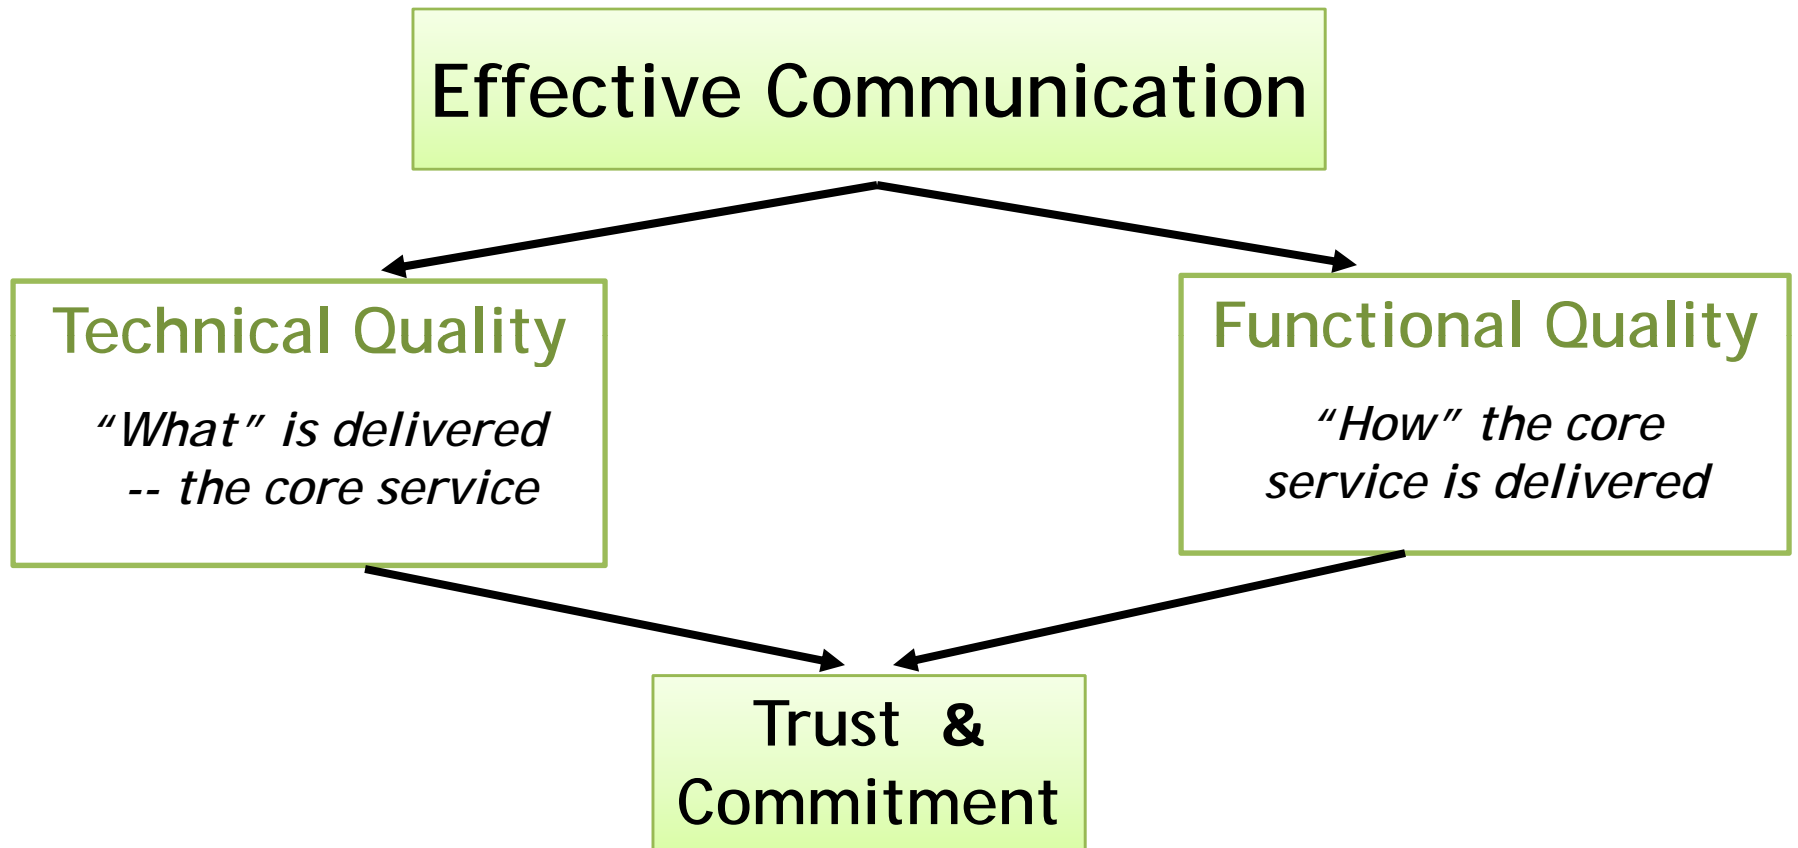 Effective Communication
Technical Quality
“What” is delivered
-- the core service
Functional Quality
“How” the core
service is delivered
Trust &
Commitment